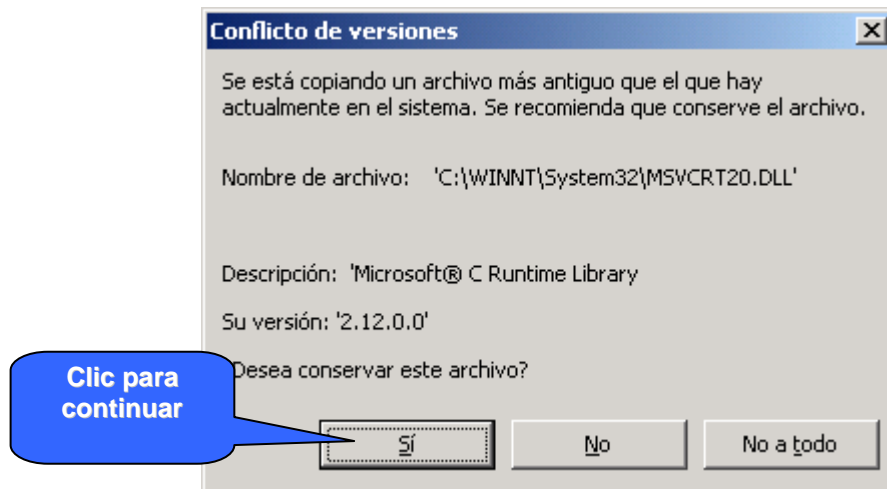 Conflicto de versiones
Se está copiando un archivo más antiguo que el que hay
actualmente en el sistema. Se recomienda que conserve el archivo.
Nombre de archivo: 'C:\WINNT\System32\MSVCRT20.DLL'
Descripción: 'Microsoft® C Runtime Library
Su versión: '2.12.0.0'
Desea conservar este archivo?
Clic para
continuar
Sí
No
No a todo